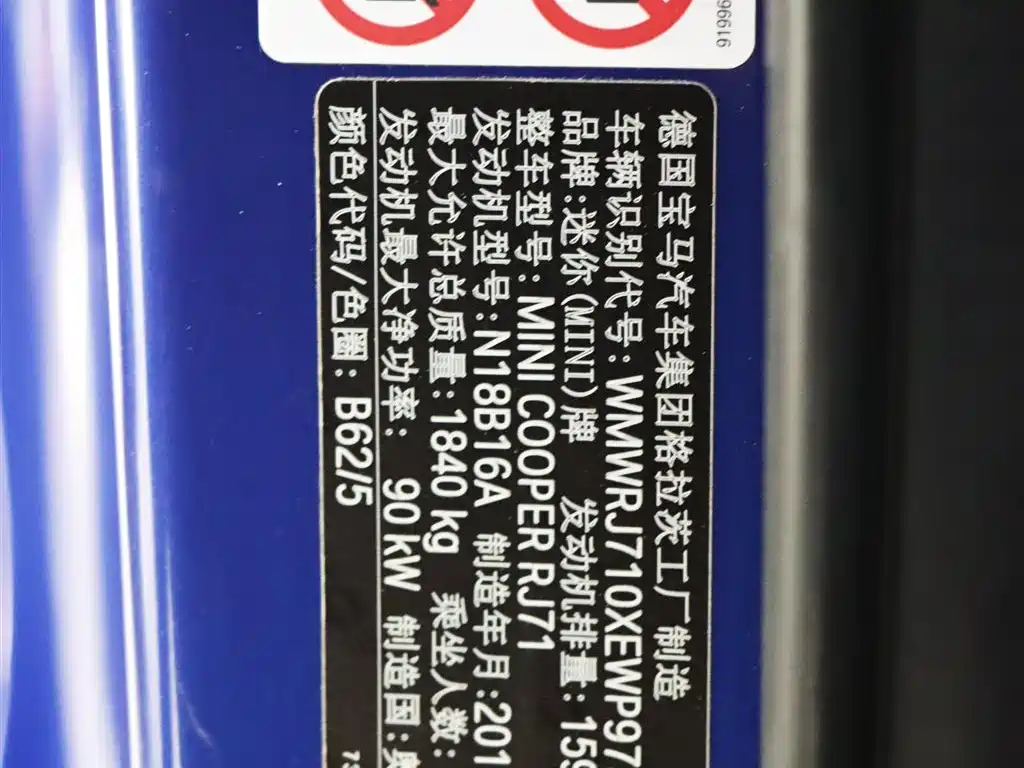 919666
德国宝马汽车集团格拉茨工厂制造
车辆识别代号: WMWRJ710XEWP97
品牌:迷你(MINI)牌 发动机排量: 159
整车型号: MINI COOPER RJ71
发动机型号: N18B16A 制造年月: 201
最大允许总质量: 1840 kg 乘坐人数:
发动机最大净功率: 90 kW 制造国: 奥
颜色代码/色圈: B62/5